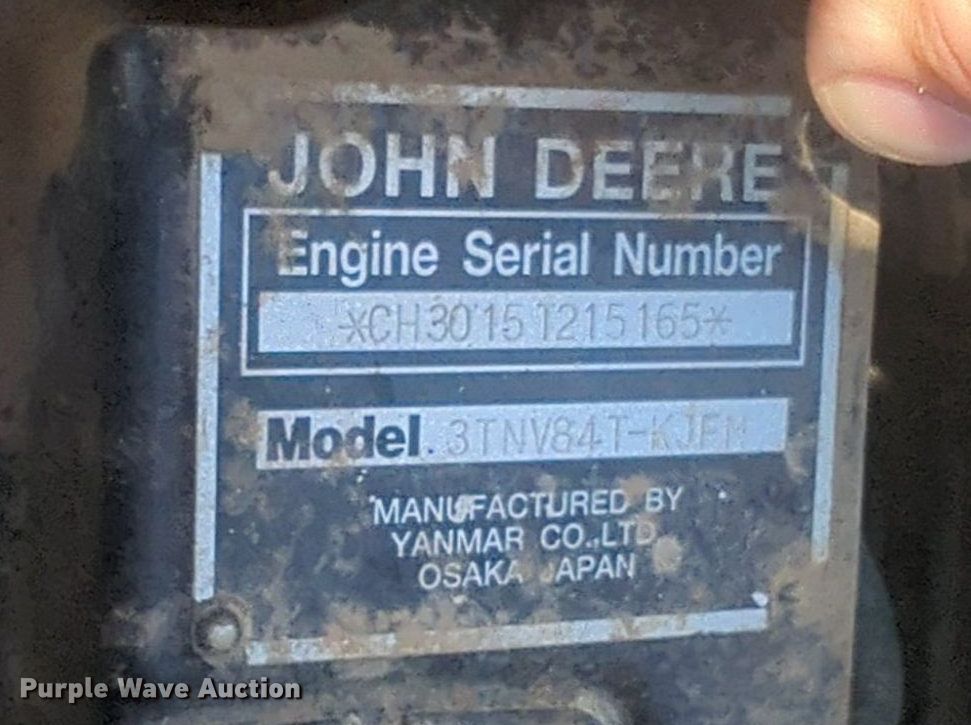 JOHN DEERE
Engine Serial Number
*CH3015T215165*
Model 3TNV84T-KJFM
MANUFACTURED BY
YANMAR CO.,LTD.
OSAKA JAPAN
Purple Wave Auction